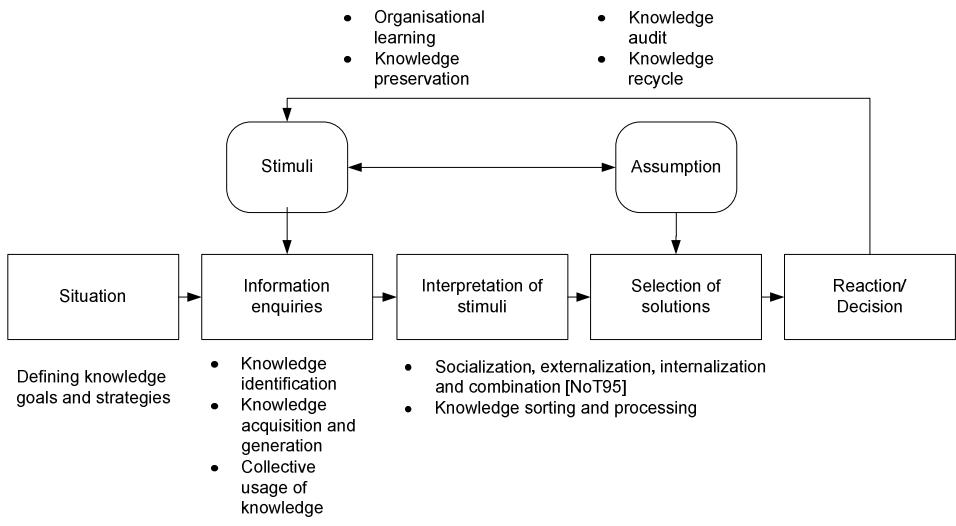 • Organisational
learning
• Knowledge
preservation
• Knowledge
audit
• Knowledge
recycle
Stimuli
Assumption
Situation
Information
enquiries
Interpretation of
stimuli
Selection of
solutions
Reaction/
Decision
Defining knowledge
goals and strategies
• Knowledge
identification
• Knowledge
acquisition and
generation
• Collective
usage of
knowledge
• Socialization, externalization, internalization
and combination [NoT95]
• Knowledge sorting and processing